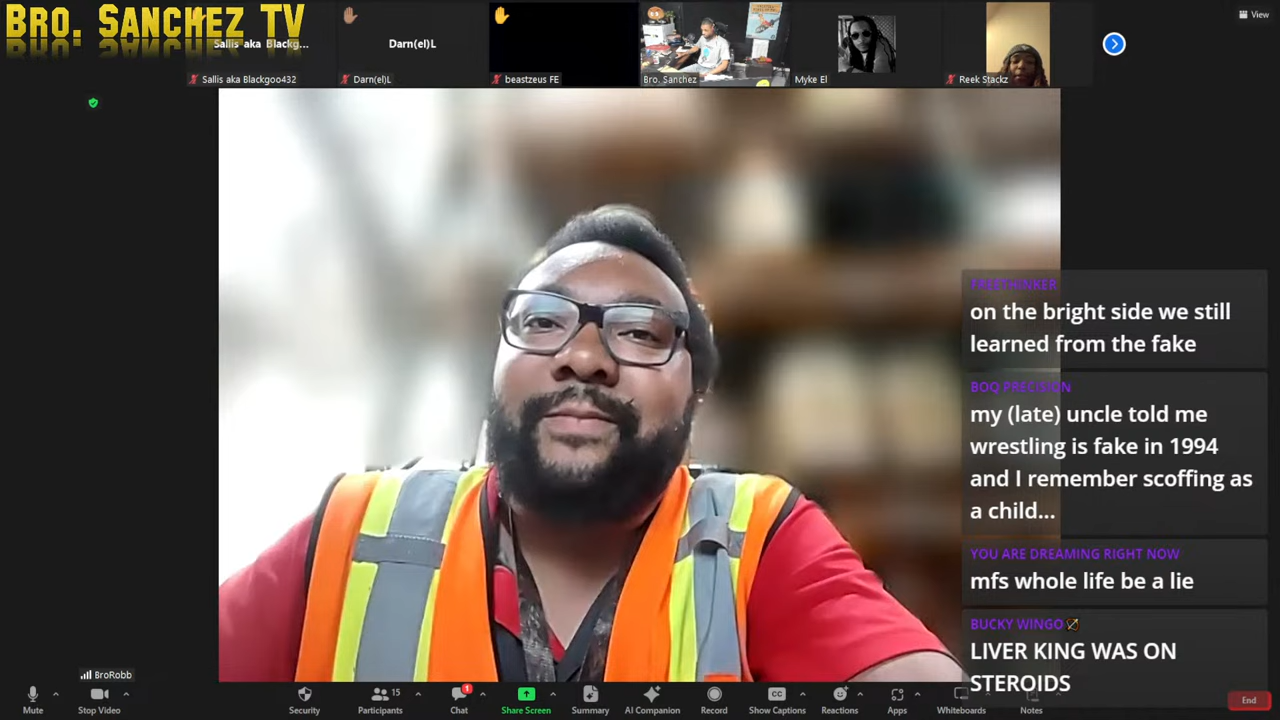 BRO. SANCHEZ TV
View
Sallis aka Blackg...
Darn(el)L
Sallis aka Blackgoo432
Darn(el)L
beastzeus FE
Bro. Sanchez
Myke El
Reek Stackz
FREETHINKER
on the bright side we still
learned from the fake
BOQ PRECISION
my (late) uncle told me
wrestling is fake in 1994
and I remember scoffing as
a child...
YOU ARE DREAMING RIGHT NOW
mfs whole life be a lie
BUCKY WINGO
LIVER KING WAS ON
STEROIDS
BroRobb
15
1
Mute
Stop Video
Security
Participants
Chat
Share Screen
Summary
AI Companion
Record
Show Captions
Reactions
Apps
Whiteboards
Notes
End